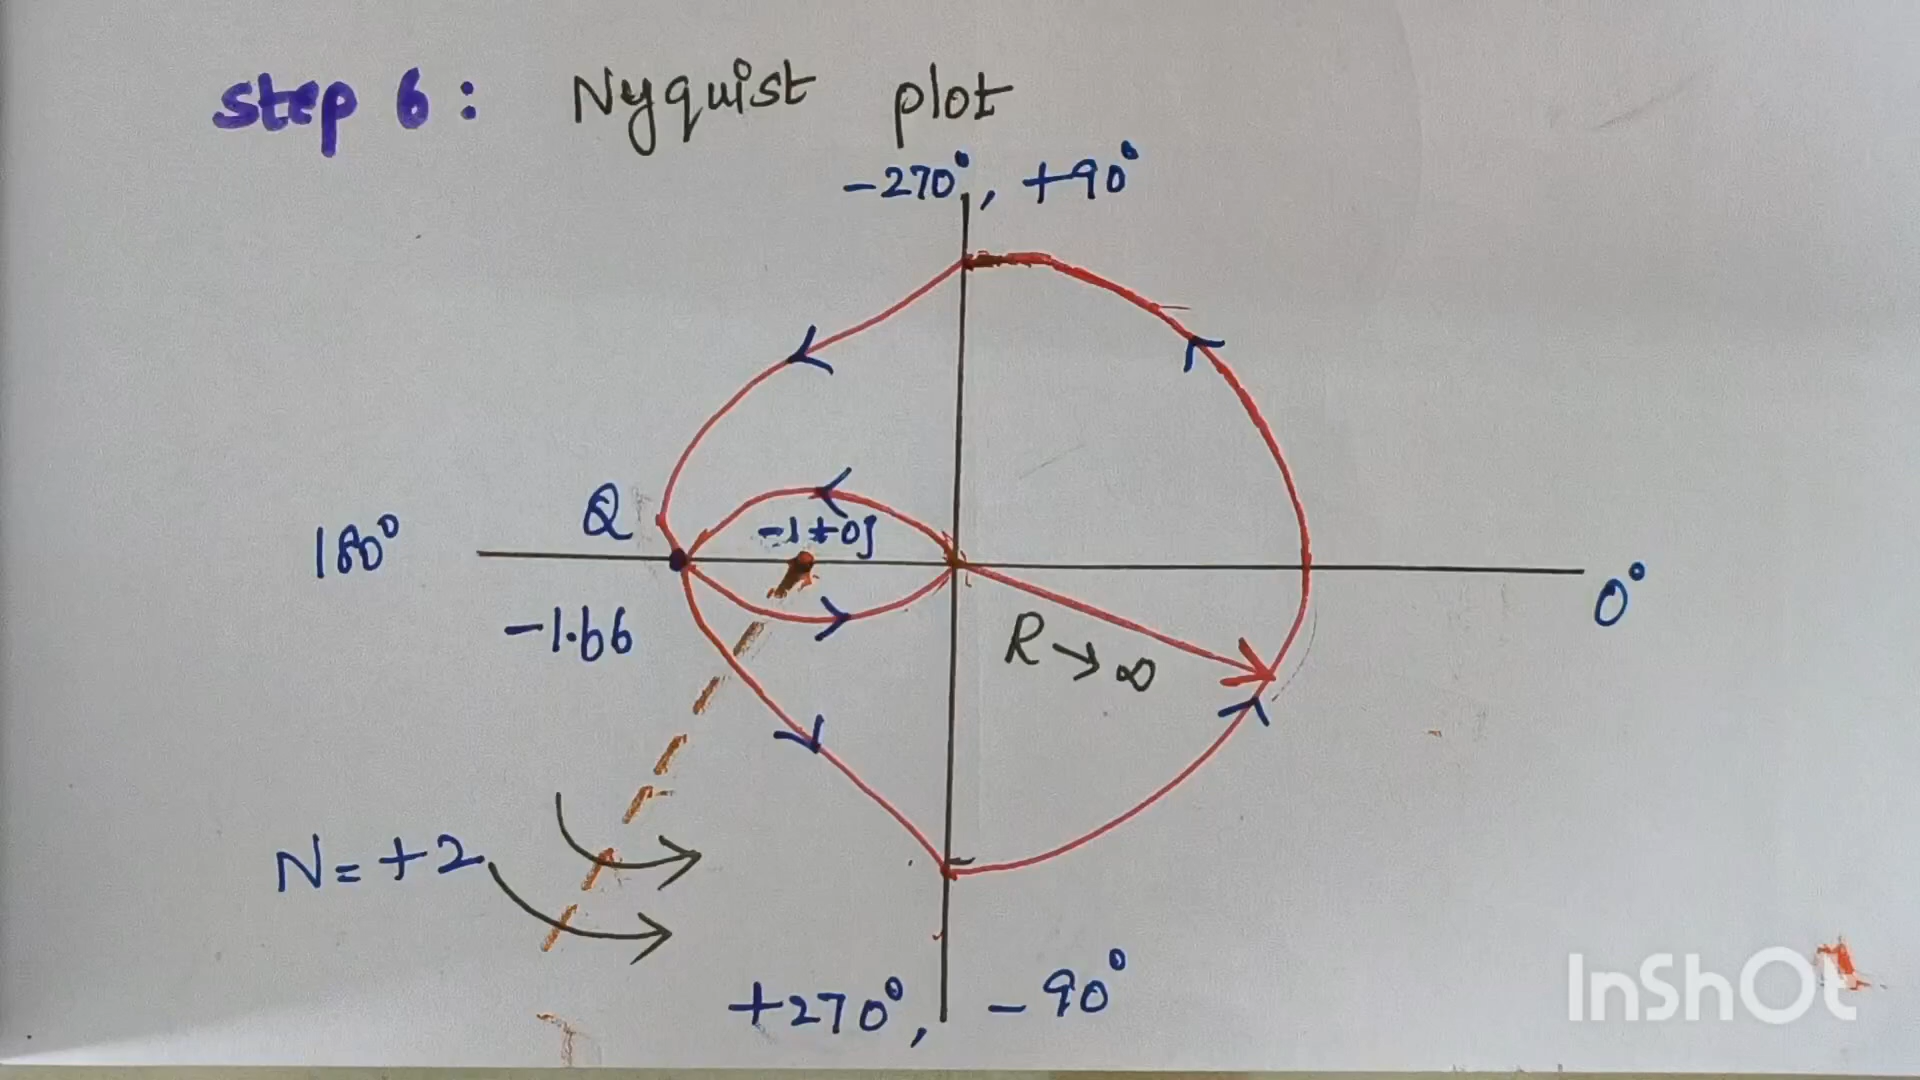 step 6: Nyquist plot
-270°, +90°
Q
-1+0j
180°
0°
-1.66
R→∞
N=+2
+270°, -90°
InShOt